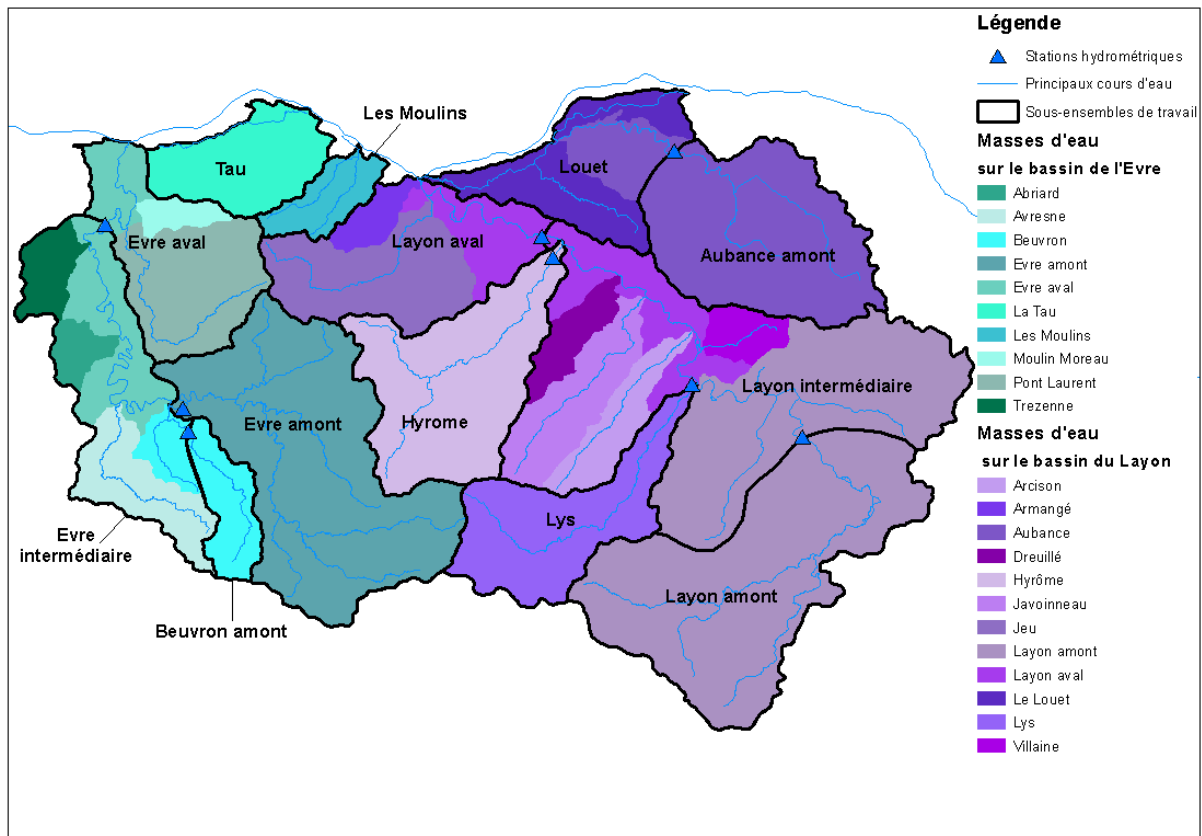 Légende
Stations hydrométriques
Principaux cours d'eau
Sous-ensembles de travail
Masses d'eau
sur le bassin de l'Evre
Abriard
Avresne
Beuvron
Evre amont
Evre aval
La Tau
Les Moulins
Moulin Moreau
Pont Laurent
Trezenne
Masses d'eau
sur le bassin du Layon
Arcison
Armangé
Aubance
Dreuillé
Hyrôme
Javoinneau
Jeu
Layon amont
Layon aval
Le Louet
Lys
Villaine
Les Moulins
Tau
Louet
Evre aval
Layon aval
Aubance amont
Layon intermédiaire
Evre amont
Hyrome
Lys
Evre
intermédiaire
Layon amont
Beuvron amont